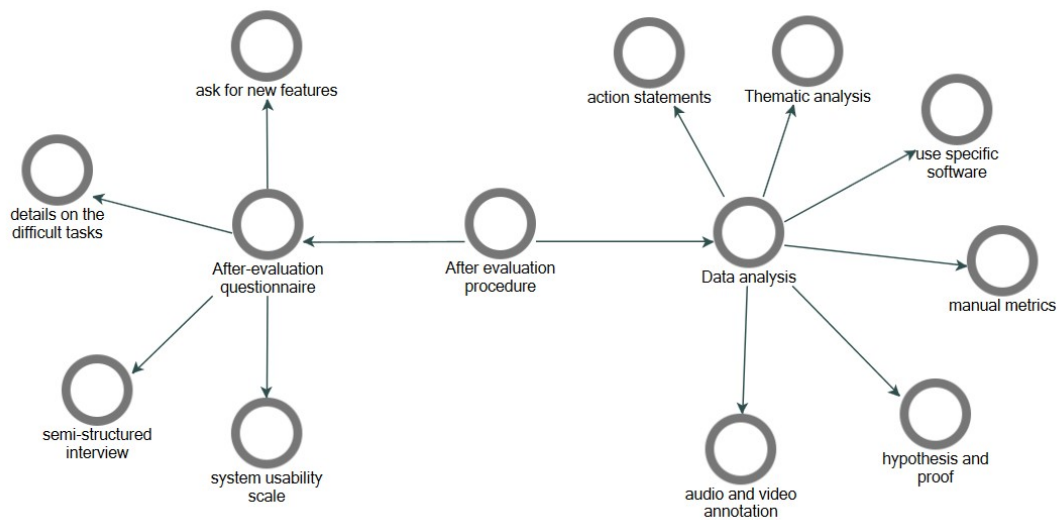 ask for new features
action statements
Thematic analysis
use specific
software
details on the
difficult tasks
After-evaluation
questionnaire
After evaluation
procedure
Data analysis
manual metrics
semi-structured
interview
system usability
scale
audio and video
annotation
hypothesis and
proof